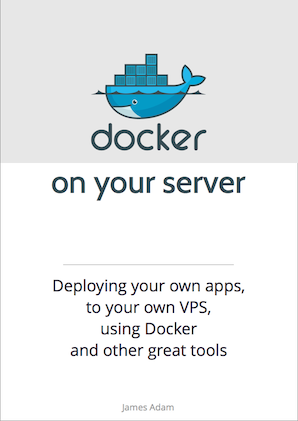 docker
on your server
Deploying your own apps,
to your own VPS,
using Docker
and other great tools
James Adam